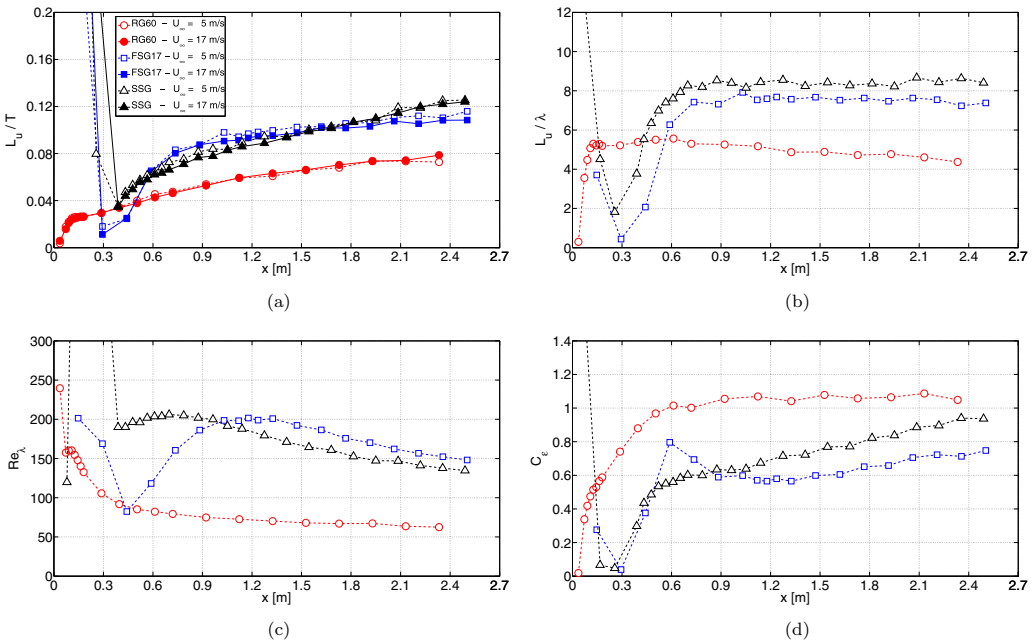 0.2
0.16
0.12
0.08
0.04
0
L_u / T
RG60 − U_∞ = 5 m/s
RG60 − U_∞ = 17 m/s
FSG17 − U_∞ = 5 m/s
FSG17 − U_∞ = 17 m/s
SSG − U_∞ = 5 m/s
SSG − U_∞ = 17 m/s
0 0.3 0.6 0.9 1.2 1.5 1.8 2.1 2.4 2.7
x [m]
(a)
12
10
8
6
4
2
0
L_u / λ
0 0.3 0.6 0.9 1.2 1.5 1.8 2.1 2.4 2.7
x [m]
(b)
300
250
200
150
100
50
0
Re_λ
0 0.3 0.6 0.9 1.2 1.5 1.8 2.1 2.4 2.7
x [m]
(c)
1.4
1.2
1
0.8
0.6
0.4
0.2
0
C_ε
0 0.3 0.6 0.9 1.2 1.5 1.8 2.1 2.4 2.7
x [m]
(d)